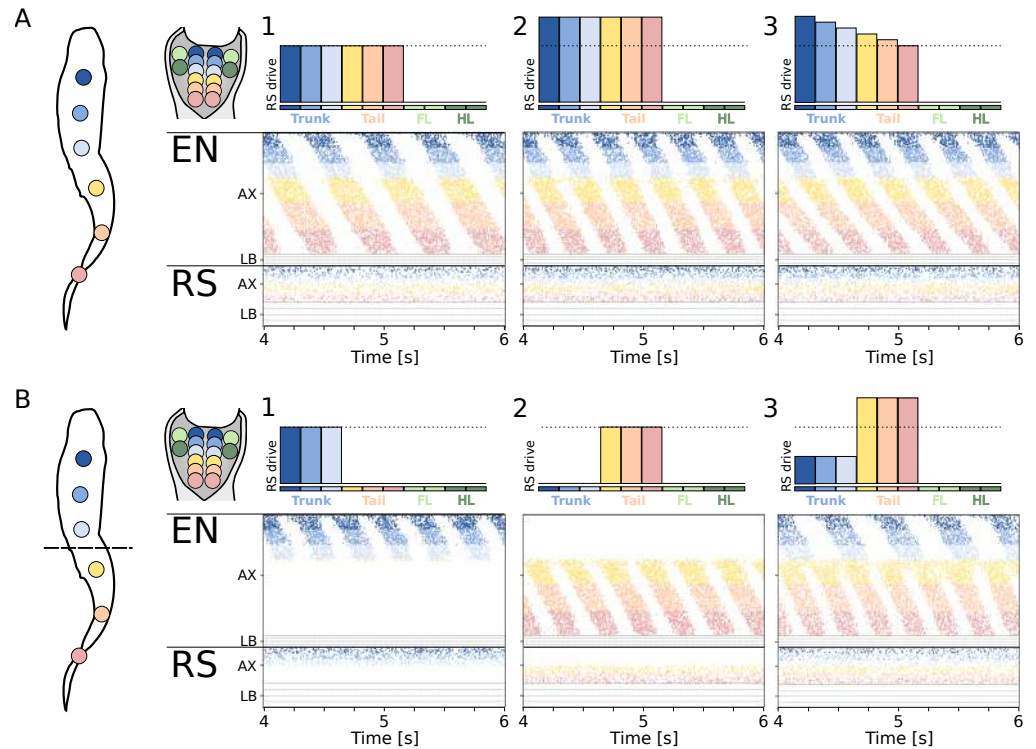 A
1
2
3
RS drive
RS drive
RS drive
Trunk Tail FL HL
Trunk Tail FL HL
Trunk Tail FL HL
EN
AX
LB
RS
AX
LB
4 5 6
4 5 6
4 5 6
Time [s]
Time [s]
Time [s]
B
1
2
3
RS drive
RS drive
RS drive
Trunk Tail FL HL
Trunk Tail FL HL
Trunk Tail FL HL
EN
AX
LB
RS
AX
LB
4 5 6
4 5 6
4 5 6
Time [s]
Time [s]
Time [s]